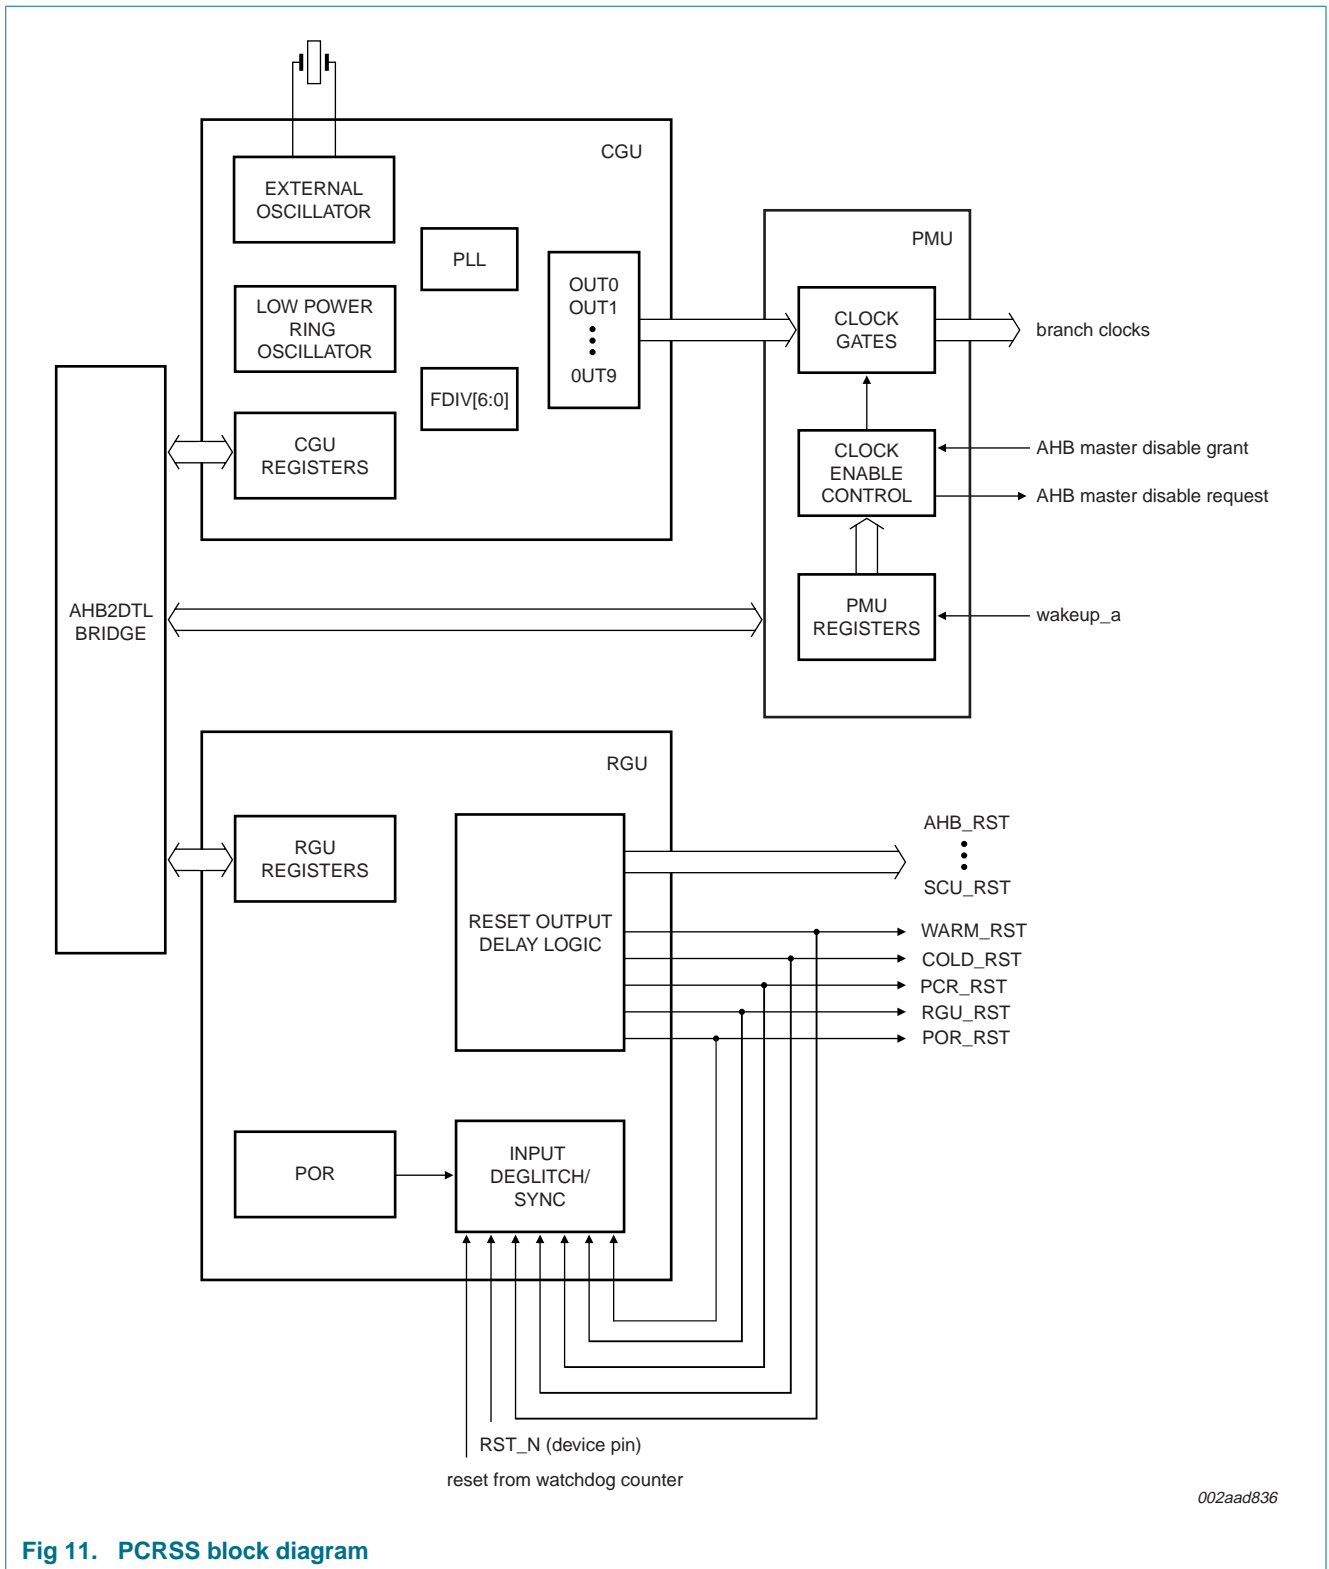 CGU
EXTERNAL
OSCILLATOR
PLL
LOW POWER
RING
OSCILLATOR
OUT0
OUT1
0UT9
FDIV[6:0]
CGU
REGISTERS
PMU
CLOCK
GATES
branch clocks
CLOCK
ENABLE
CONTROL
AHB master disable grant
AHB master disable request
PMU
REGISTERS
wakeup_a
AHB2DTL
BRIDGE
RGU
RGU
REGISTERS
RESET OUTPUT
DELAY LOGIC
AHB_RST
SCU_RST
WARM_RST
COLD_RST
PCR_RST
RGU_RST
POR_RST
POR
INPUT
DEGLITCH/
SYNC
RST_N (device pin)
reset from watchdog counter
002aad836
Fig 11. PCRSS block diagram